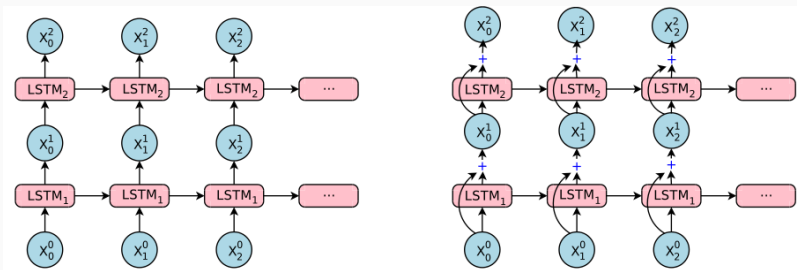 X₀² X₁² X₂² X₀² X₁² X₂²
+ + +
LSTM₂ LSTM₂ LSTM₂ ... LSTM₂ LSTM₂ LSTM₂ ...
X₀¹ X₁¹ X₂¹ X₀¹ X₁¹ X₂¹
+ + +
LSTM₁ LSTM₁ LSTM₁ ... LSTM₁ LSTM₁ LSTM₁ ...
X₀⁰ X₁⁰ X₂⁰ X₀⁰ X₁⁰ X₂⁰